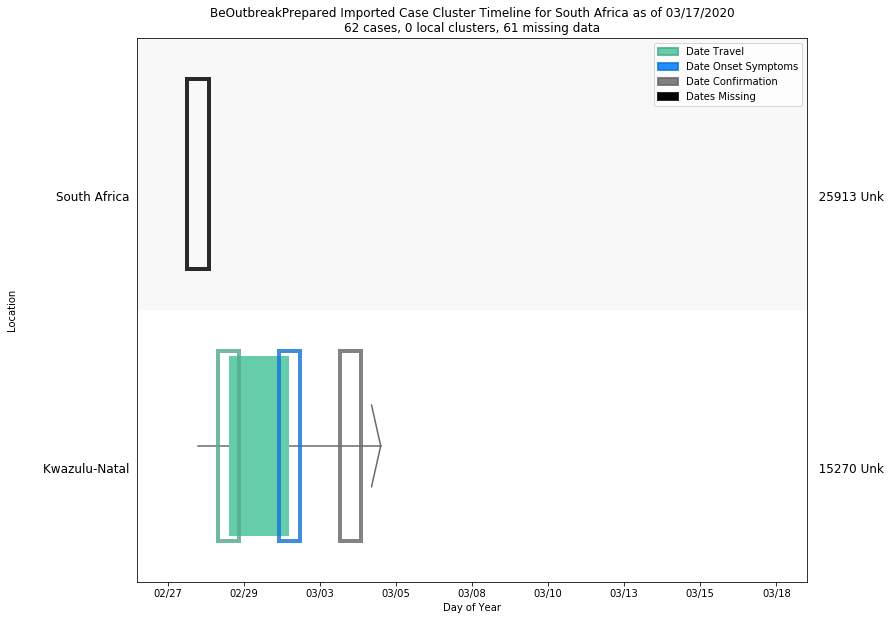 BeOutbreakPrepared Imported Case Cluster Timeline for South Africa as of 03/17/2020
62 cases, 0 local clusters, 61 missing data
Date Travel
Date Onset Symptoms
Date Confirmation
Dates Missing
South Africa
25913 Unk
Location
Kwazulu-Natal
15270 Unk
02/27 02/29 03/03 03/05 03/08 03/10 03/13 03/15 03/18
Day of Year